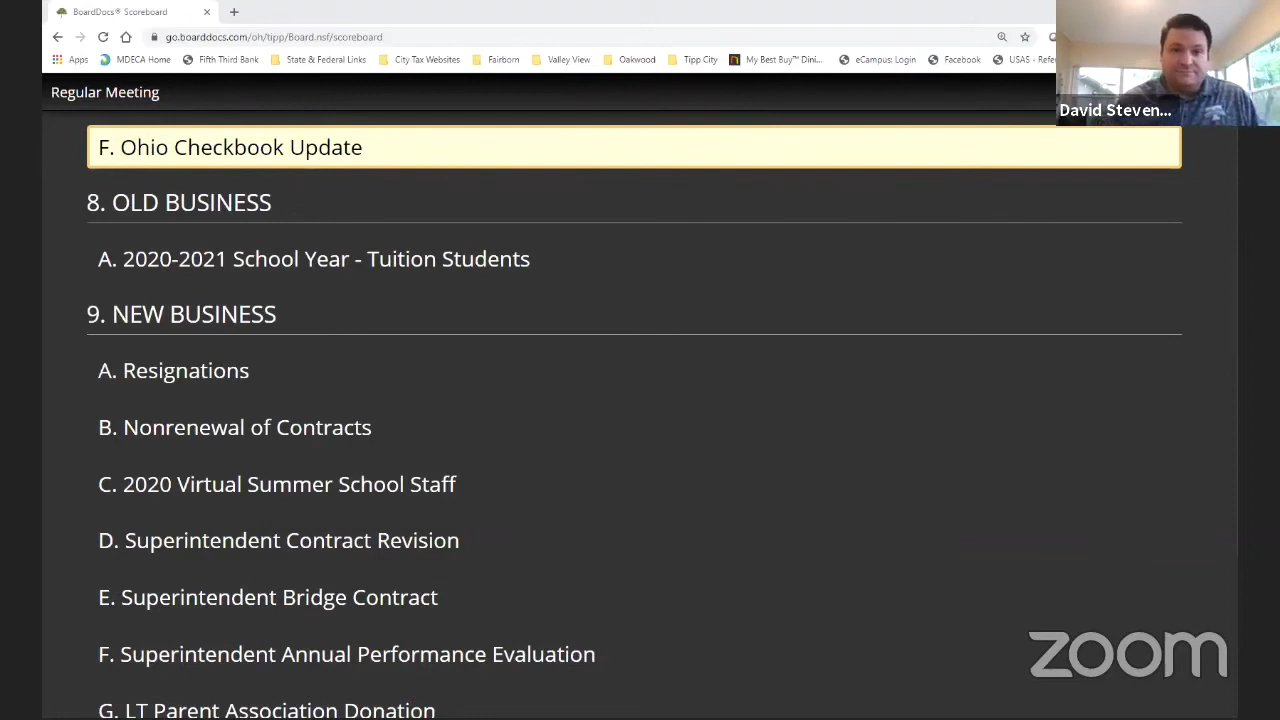 BoardDocs® Scoreboard
go.boarddocs.com/oh/tipp/Board.nsf/scoreboard
Apps MDECA Home Fifth Third Bank State & Federal Links City Tax Websites Fairborn Valley View Oakwood Tipp City My Best Buy™ Dini... eCampus: Login Facebook USAS - Refe
David Steven...
Regular Meeting
F. Ohio Checkbook Update
8. OLD BUSINESS
A. 2020-2021 School Year - Tuition Students
9. NEW BUSINESS
A. Resignations
B. Nonrenewal of Contracts
C. 2020 Virtual Summer School Staff
D. Superintendent Contract Revision
E. Superintendent Bridge Contract
F. Superintendent Annual Performance Evaluation
G. LT Parent Association Donation
zoom